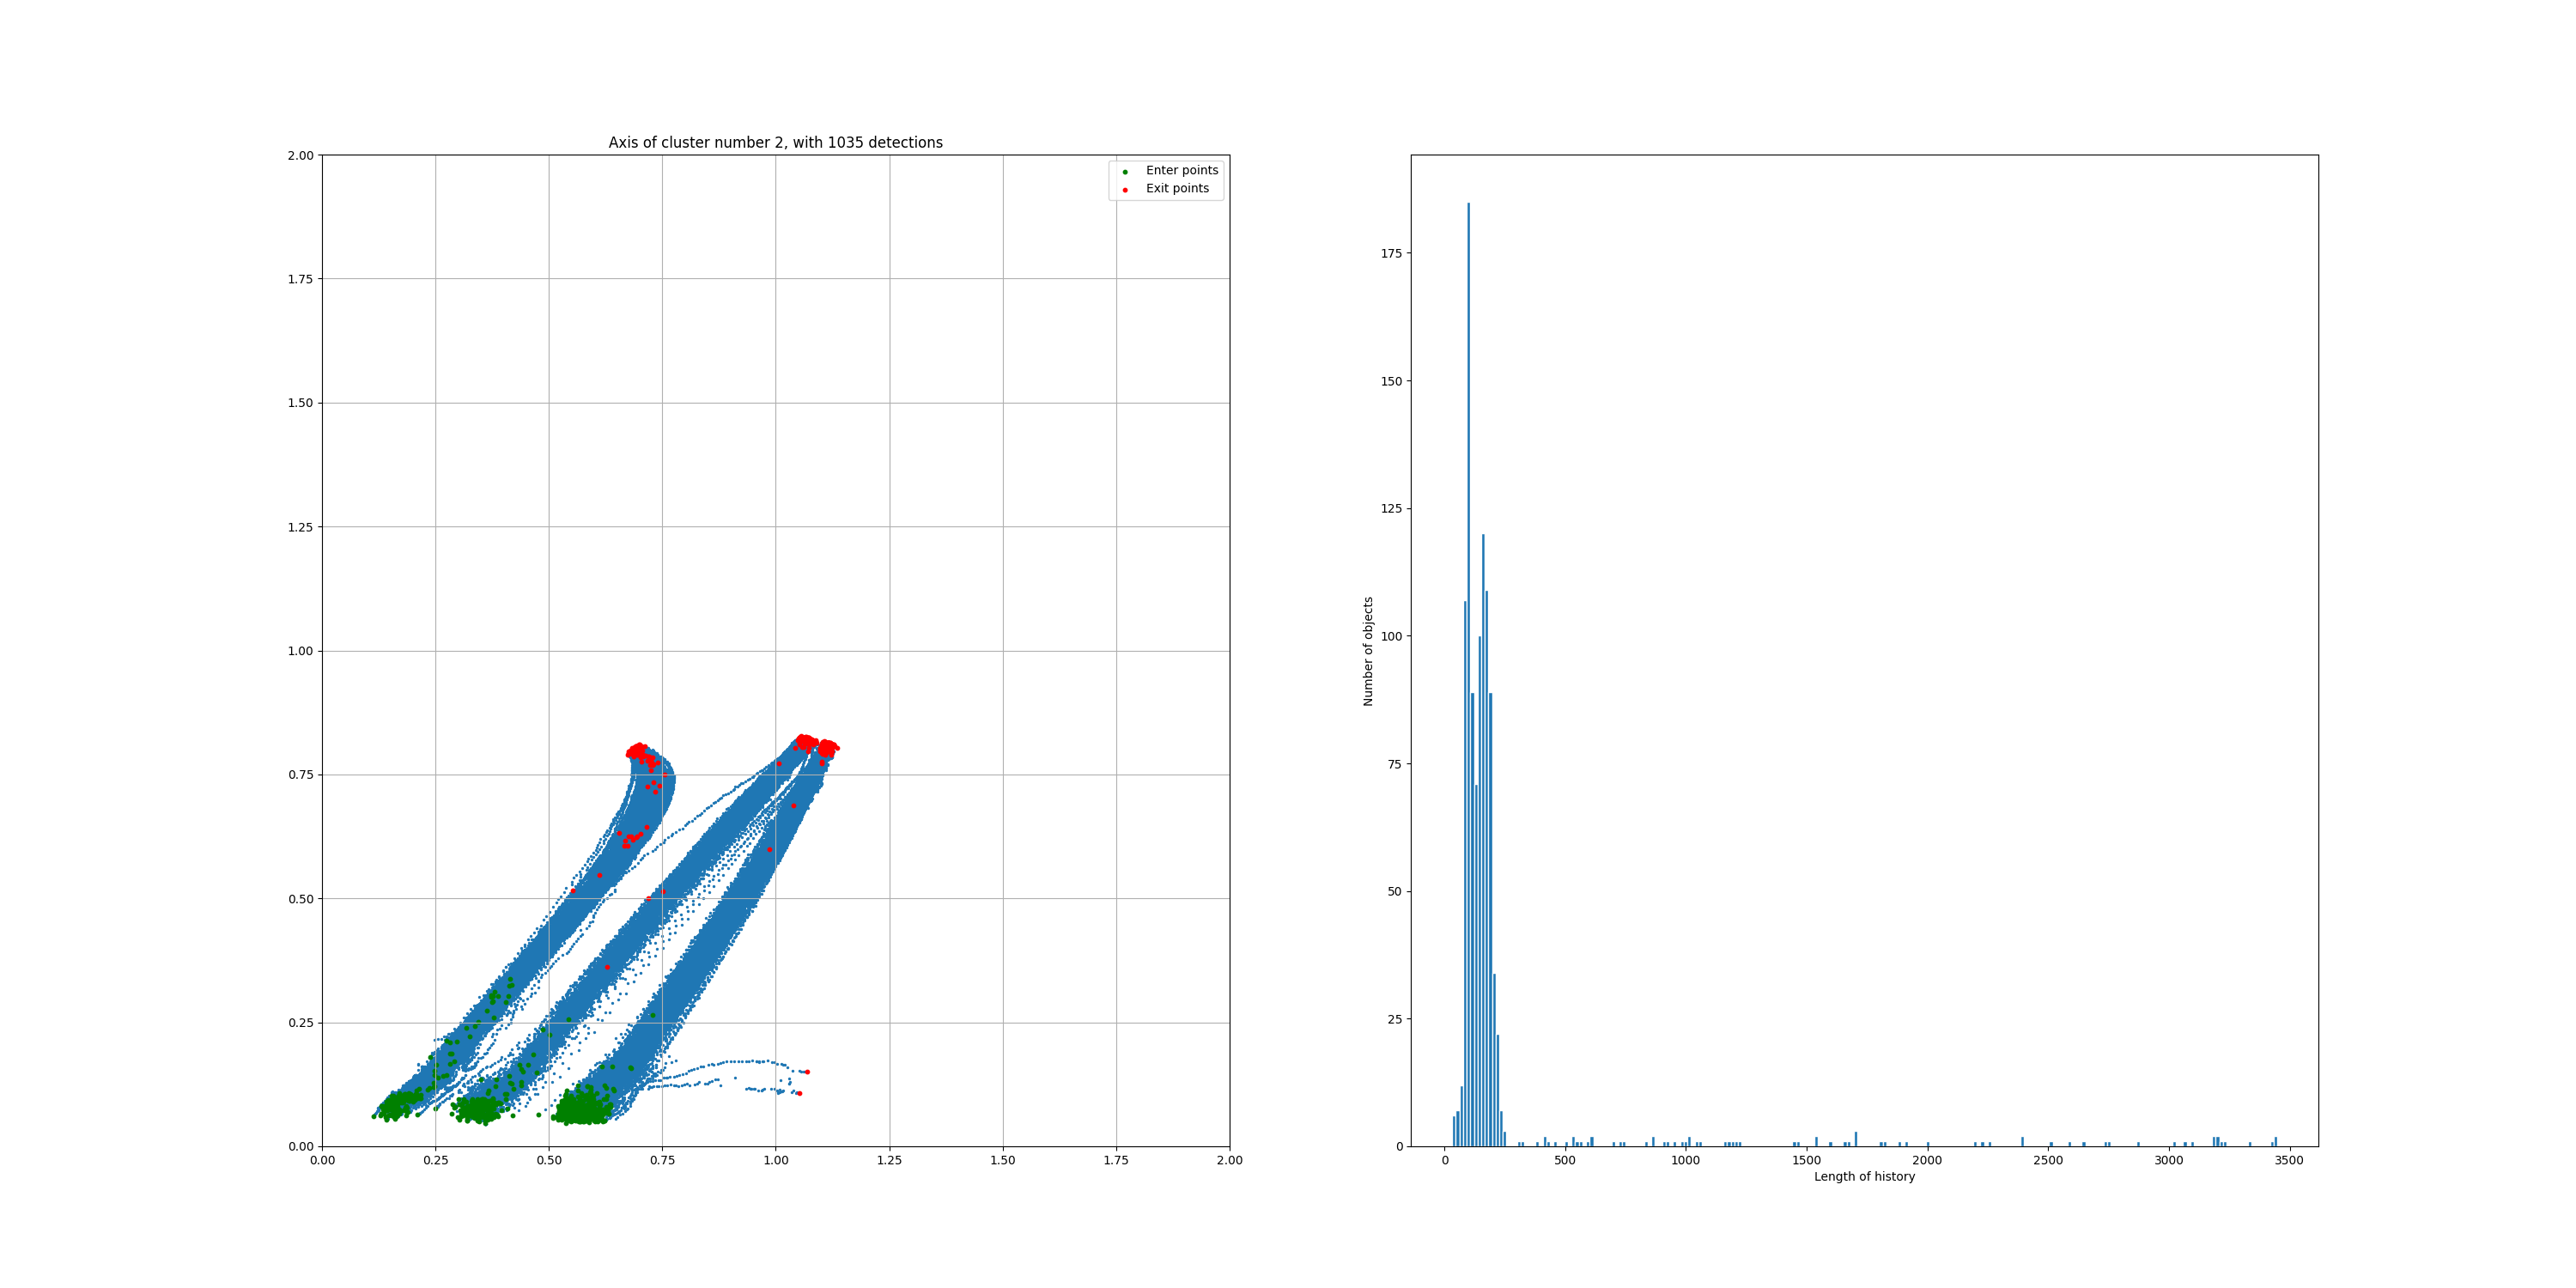 Axis of cluster number 2, with 1035 detections
Enter points
Exit points
2.00
1.75
1.50
1.25
1.00
0.75
0.50
0.25
0.00
0.00 0.25 0.50 0.75 1.00 1.25 1.50 1.75 2.00
Number of objects
175
150
125
100
75
50
25
0
0 500 1000 1500 2000 2500 3000 3500
Length of history